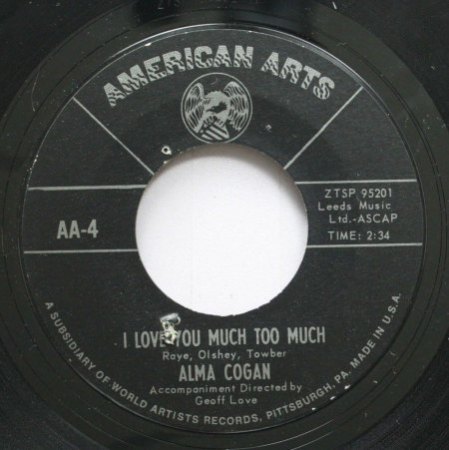 AMERICAN ARTS
AA-4
ZTSP 95201
Leeds Music
Ltd.-ASCAP
TIME: 2:34
I LOVE YOU MUCH TOO MUCH
Raye, Olshey, Towber
ALMA COGAN
Accompaniment Directed by
Geoff Love
A SUBSIDIARY OF WORLD ARTISTS RECORDS, PITTSBURGH, PA. MADE IN U.S.A.